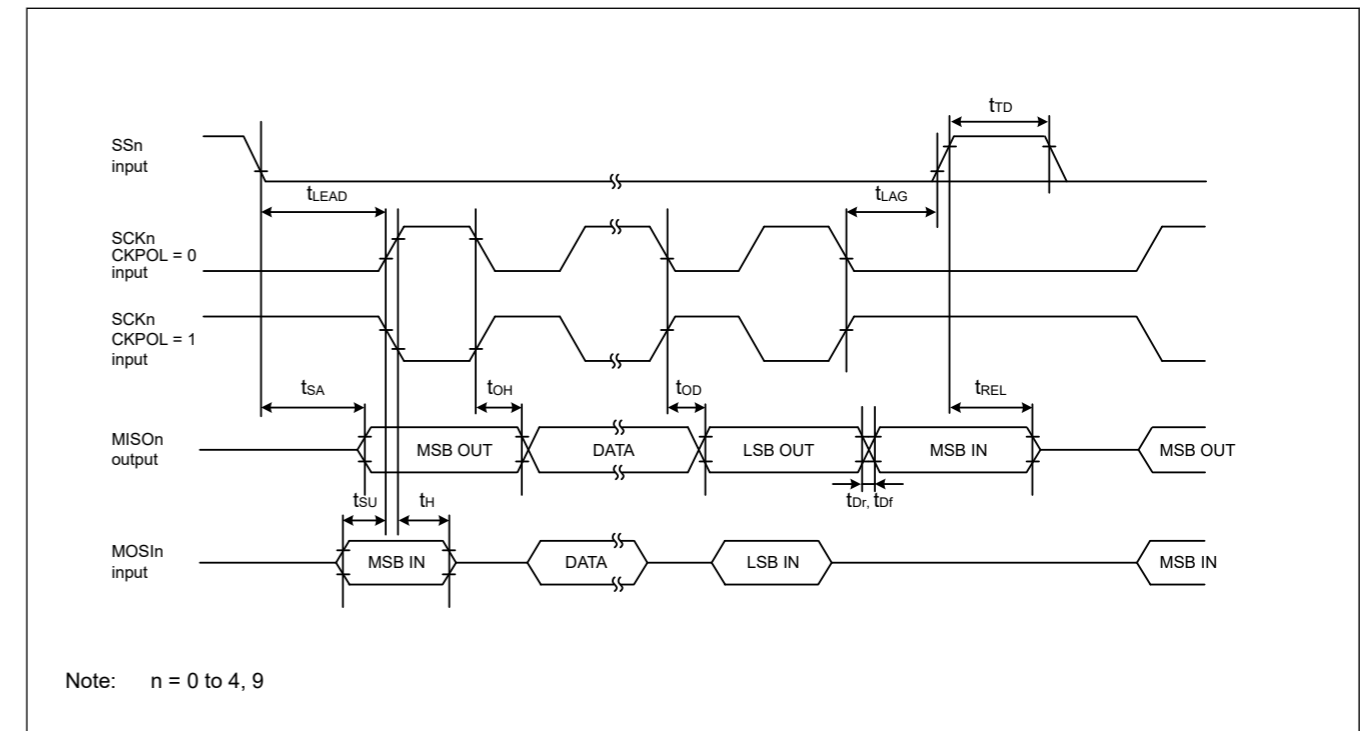 tTD
SSn
input
tLEAD
tLAG
SCKn
CKPOL = 0
input
SCKn
CKPOL = 1
input
tSA
tOH
tOD
tREL
MISOn
output
MSB OUT
DATA
LSB OUT
MSB IN
MSB OUT
tSU
tH
tDr, tDf
MOSIn
input
MSB IN
DATA
LSB IN
MSB IN
Note: n = 0 to 4, 9